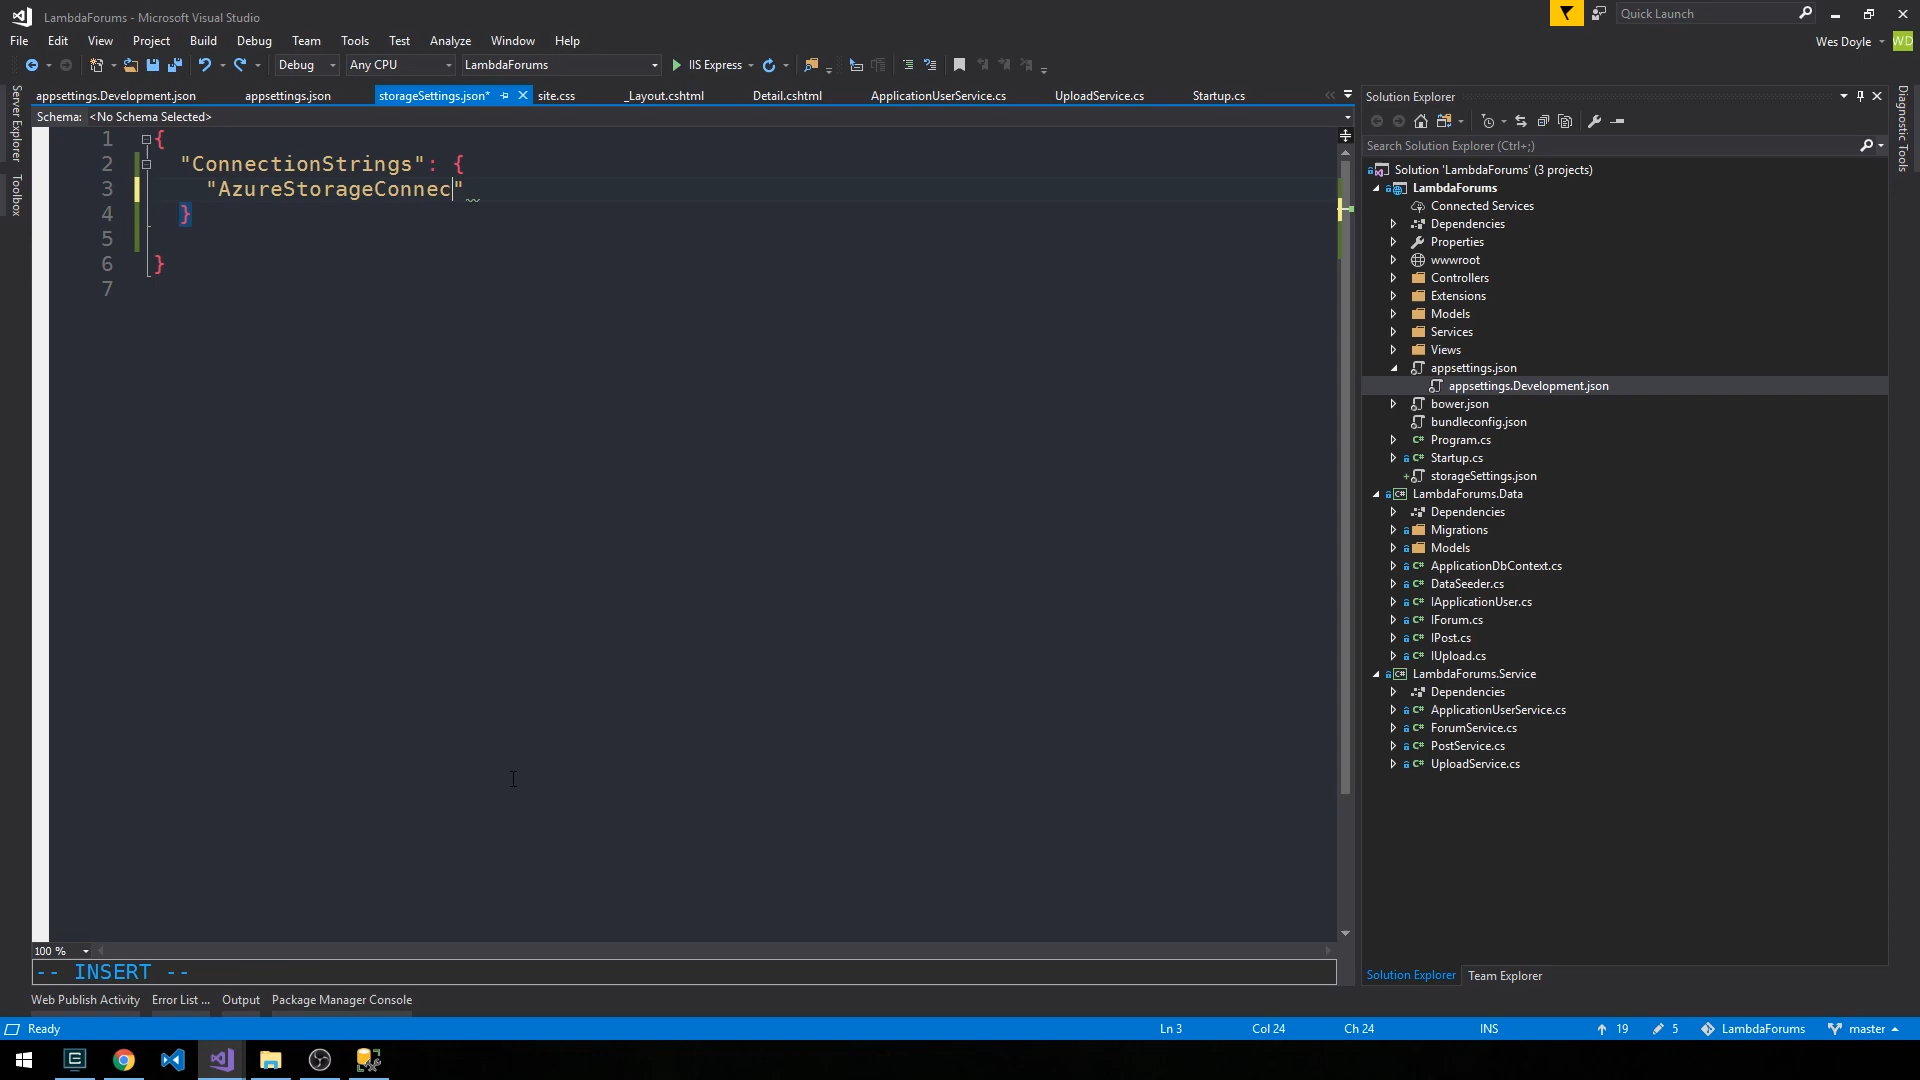 LambdaForums - Microsoft Visual Studio
Quick Launch
File Edit View Project Build Debug Team Tools Test Analyze Window Help
Wes Doyle
WD
Debug Any CPU LambdaForums IIS Express
appsettings.Development.json appsettings.json storageSettings.json* site.css _Layout.cshtml Detail.cshtml ApplicationUserService.cs UploadService.cs Startup.cs
Schema: <No Schema Selected>
Server Explorer
Toolbox
1 {
2 "ConnectionStrings": {
3 "AzureStorageConnec"
4 }
5
6 }
7
100 %
-- INSERT --
Solution Explorer
Search Solution Explorer (Ctrl+;)
Solution 'LambdaForums' (3 projects)
LambdaForums
Connected Services
Dependencies
Properties
wwwroot
Controllers
Extensions
Models
Services
Views
appsettings.json
appsettings.Development.json
bower.json
bundleconfig.json
C# Program.cs
C# Startup.cs
storageSettings.json
C# LambdaForums.Data
Dependencies
Migrations
Models
C# ApplicationDbContext.cs
C# DataSeeder.cs
C# IApplicationUser.cs
C# IForum.cs
C# IPost.cs
C# IUpload.cs
C# LambdaForums.Service
Dependencies
C# ApplicationUserService.cs
C# ForumService.cs
C# PostService.cs
C# UploadService.cs
Solution Explorer Team Explorer
Diagnostic Tools
Web Publish Activity Error List ... Output Package Manager Console
Ready Ln 3 Col 24 Ch 24 INS 19 5 LambdaForums master